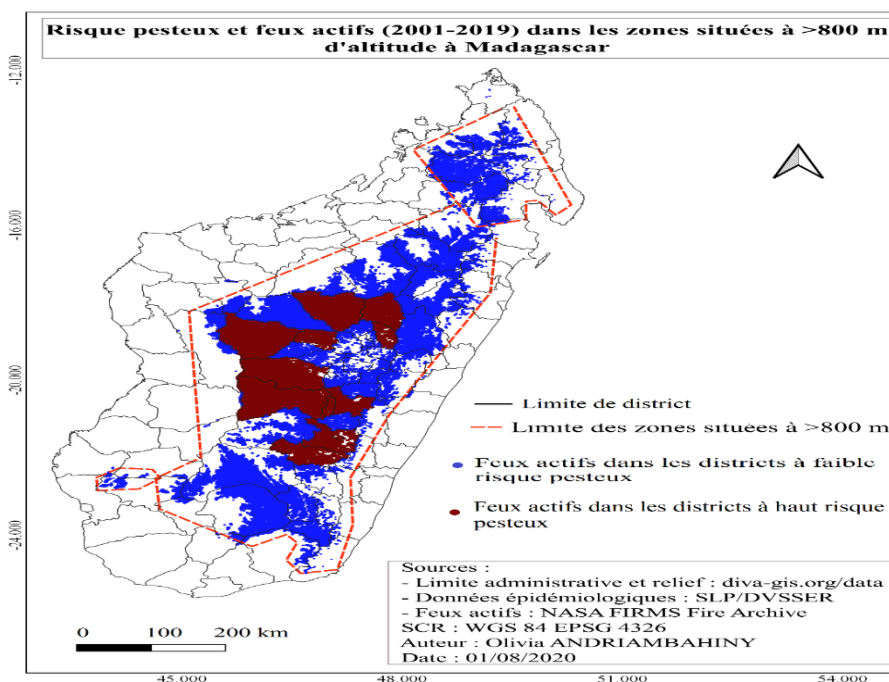 Risque pesteux et feux actifs (2001-2019) dans les zones situées à >800 m
d'altitude à Madagascar
-12.000
-16.000
-20.000
-24.000
Limite de district
Limite des zones situées à >800 m
Feux actifs dans les districts à faible
risque pesteux
Feux actifs dans les districts à haut risque
pesteux
Sources :
- Limite administrative et relief : diva-gis.org/data
- Données épidémiologiques : SLP/DVSSER
- Feux actifs : NASA FIRMS Fire Archive
SCR : WGS 84 EPSG 4326
Auteur : Olivia ANDRIAMBAHINY
Date : 01/08/2020
0 100 200 km
45.000 48.000 51.000 54.000